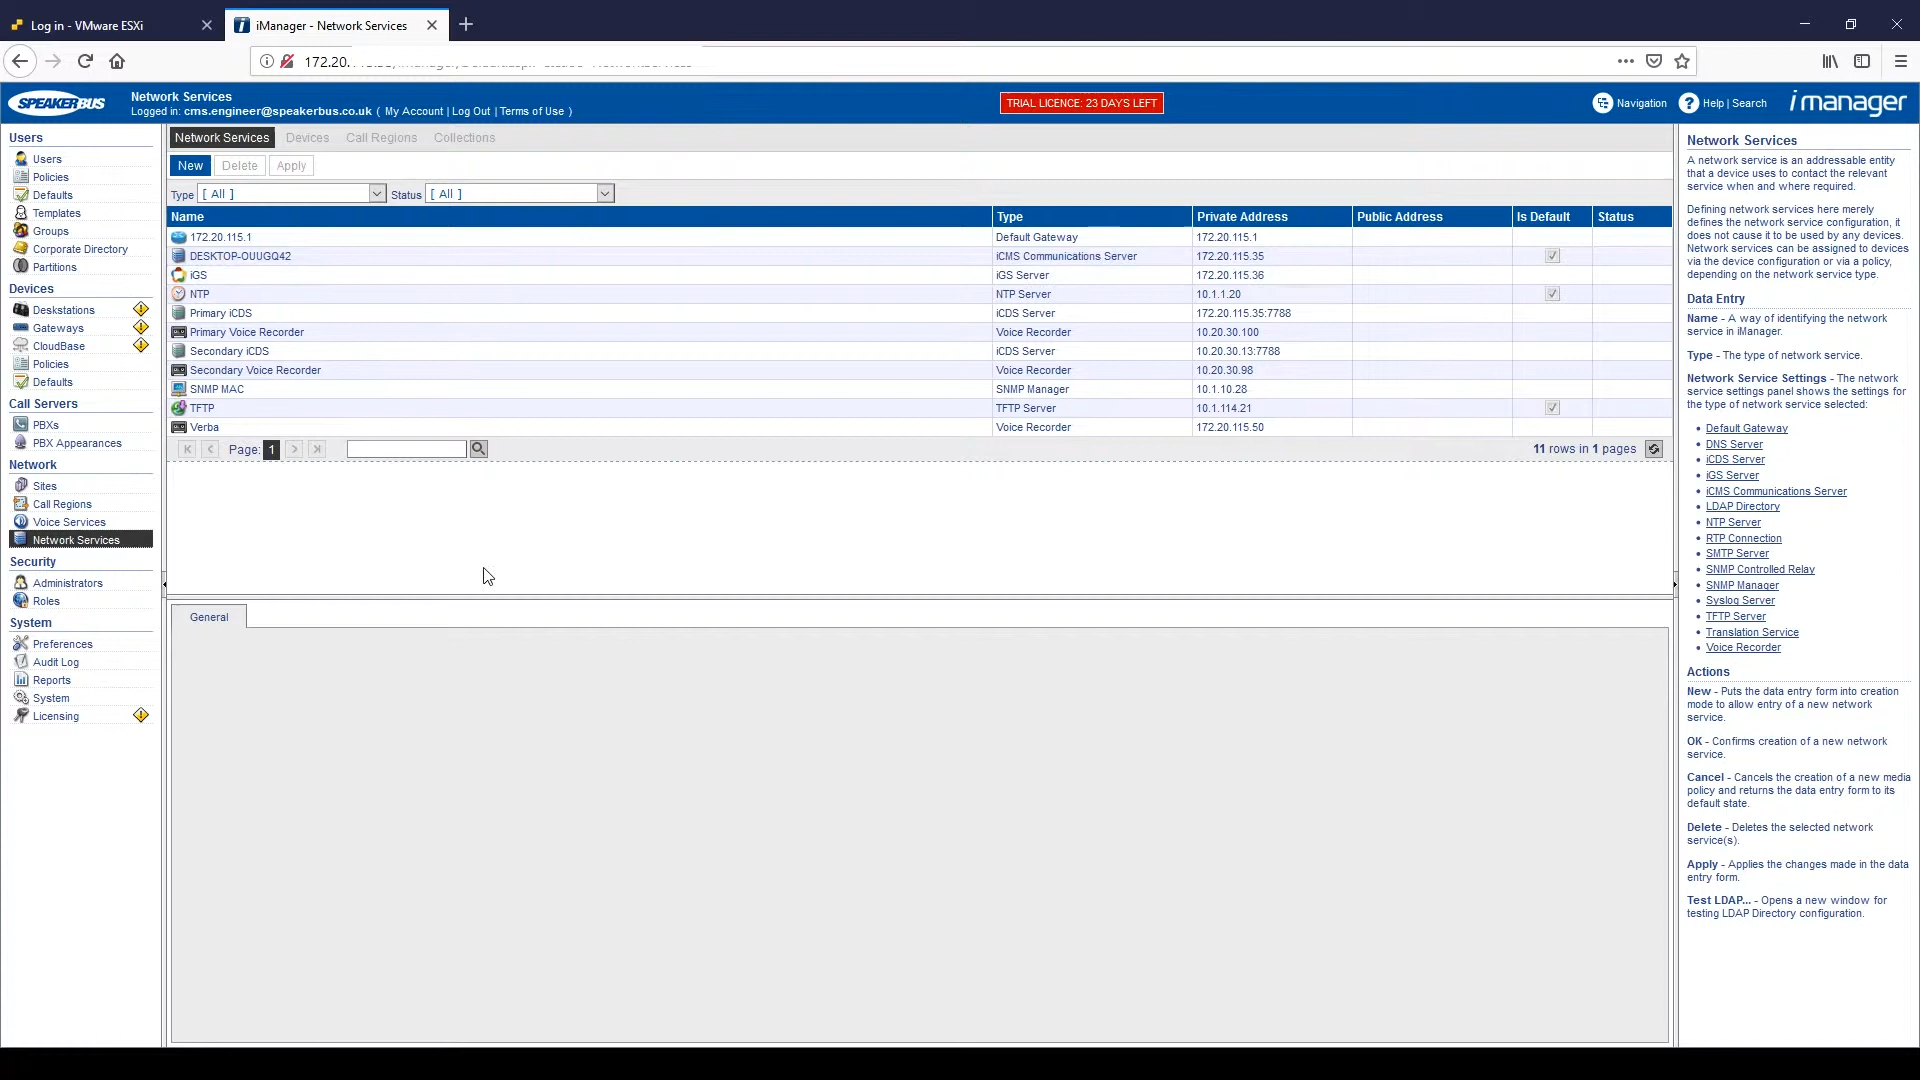 Log in - VMware ESXi
iManager - Network Services
172.20.
SPEAKERBUS
Network Services
Logged in: cms.engineer@speakerbus.co.uk ( My Account | Log Out | Terms of Use )
TRIAL LICENCE: 23 DAYS LEFT
Navigation
Help | Search
i manager
Users
Users
Policies
Defaults
Templates
Groups
Corporate Directory
Partitions
Devices
Deskstations
Gateways
CloudBase
Policies
Defaults
Call Servers
PBXs
PBX Appearances
Network
Sites
Call Regions
Voice Services
Network Services
Security
Administrators
Roles
System
Preferences
Audit Log
Reports
System
Licensing
Network Services Devices Call Regions Collections
New Delete Apply
Type [ All ] Status [ All ]
Name Type Private Address Public Address Is Default Status
172.20.115.1 Default Gateway 172.20.115.1
DESKTOP-OUUGQ42 iCMS Communications Server 172.20.115.35
iGS iGS Server 172.20.115.36
NTP NTP Server 10.1.1.20
Primary iCDS iCDS Server 172.20.115.35:7788
Primary Voice Recorder Voice Recorder 10.20.30.100
Secondary iCDS iCDS Server 10.20.30.13:7788
Secondary Voice Recorder Voice Recorder 10.20.30.98
SNMP MAC SNMP Manager 10.1.10.28
TFTP TFTP Server 10.1.114.21
Verba Voice Recorder 172.20.115.50
Page: 1
11 rows in 1 pages
General
Network Services
A network service is an addressable entity
that a device uses to contact the relevant
service when and where required.
Defining network services here merely
defines the network service configuration, it
does not cause it to be used by any devices.
Network services can be assigned to devices
via the device configuration or via a policy,
depending on the network service type.
Data Entry
Name - A way of identifying the network
service in iManager.
Type - The type of network service.
Network Service Settings - The network
service settings panel shows the settings for
the type of network service selected:
• Default Gateway
• DNS Server
• iCDS Server
• iGS Server
• iCMS Communications Server
• LDAP Directory
• NTP Server
• RTP Connection
• SMTP Server
• SNMP Controlled Relay
• SNMP Manager
• Syslog Server
• TFTP Server
• Translation Service
• Voice Recorder
Actions
New - Puts the data entry form into creation
mode to allow entry of a new network
service.
OK - Confirms creation of a new network
service.
Cancel - Cancels the creation of a new media
policy and returns the data entry form to its
default state.
Delete - Deletes the selected network
service(s).
Apply - Applies the changes made in the data
entry form.
Test LDAP... - Opens a new window for
testing LDAP Directory configuration.